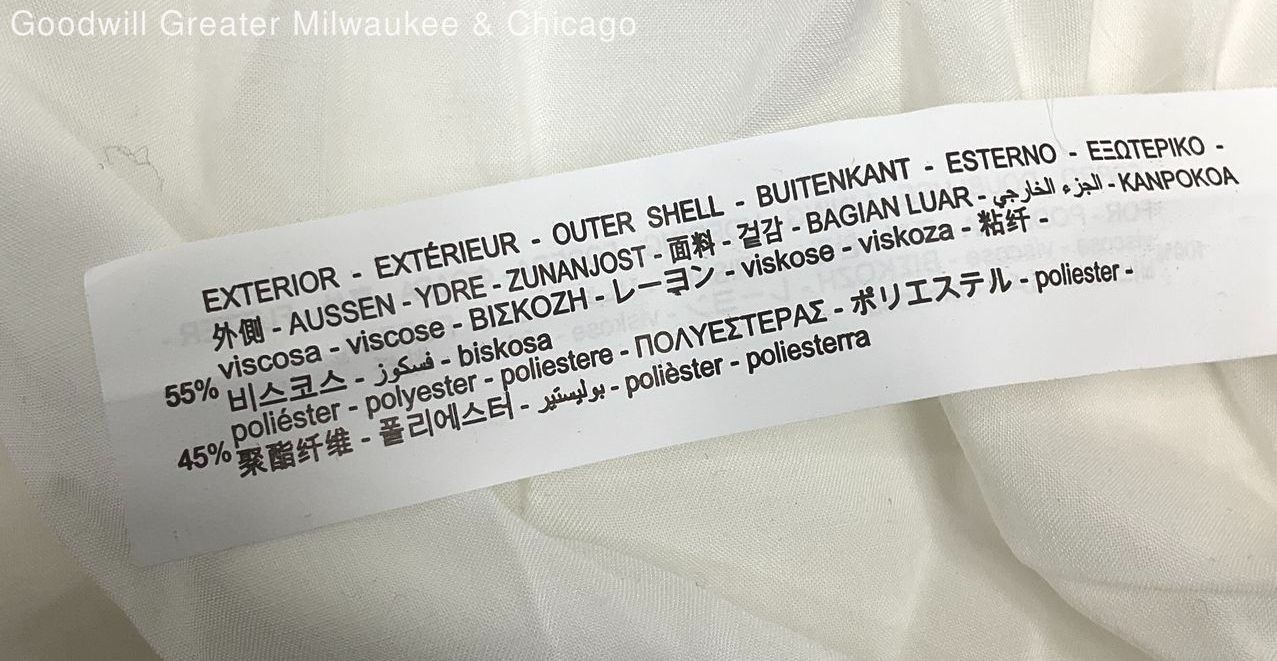 Goodwill Greater Milwaukee & Chicago
EXTERIOR - EXTÉRIEUR - OUTER SHELL - BUITENKANT - ESTERNO - ΕΞΩΤΕΡΙΚΟ -
外側 - AUSSEN - YDRE - ZUNANJOST - 面料 - 겉감 - BAGIAN LUAR - الجزء الخارجي - KANPOKOA
55% viscosa - viscose - ΒΙΣΚΟΖΗ - レーヨン - viskose - viskoza - 粘纤 -
비스코스 - فسكوز - biskosa
45% poliéster - polyester - poliestere - ΠΟΛΥΕΣΤΕΡΑΣ - ポリエステル - poliester -
聚酯纤维 - 폴리에스터 - بوليستير - polièster - poliesterra